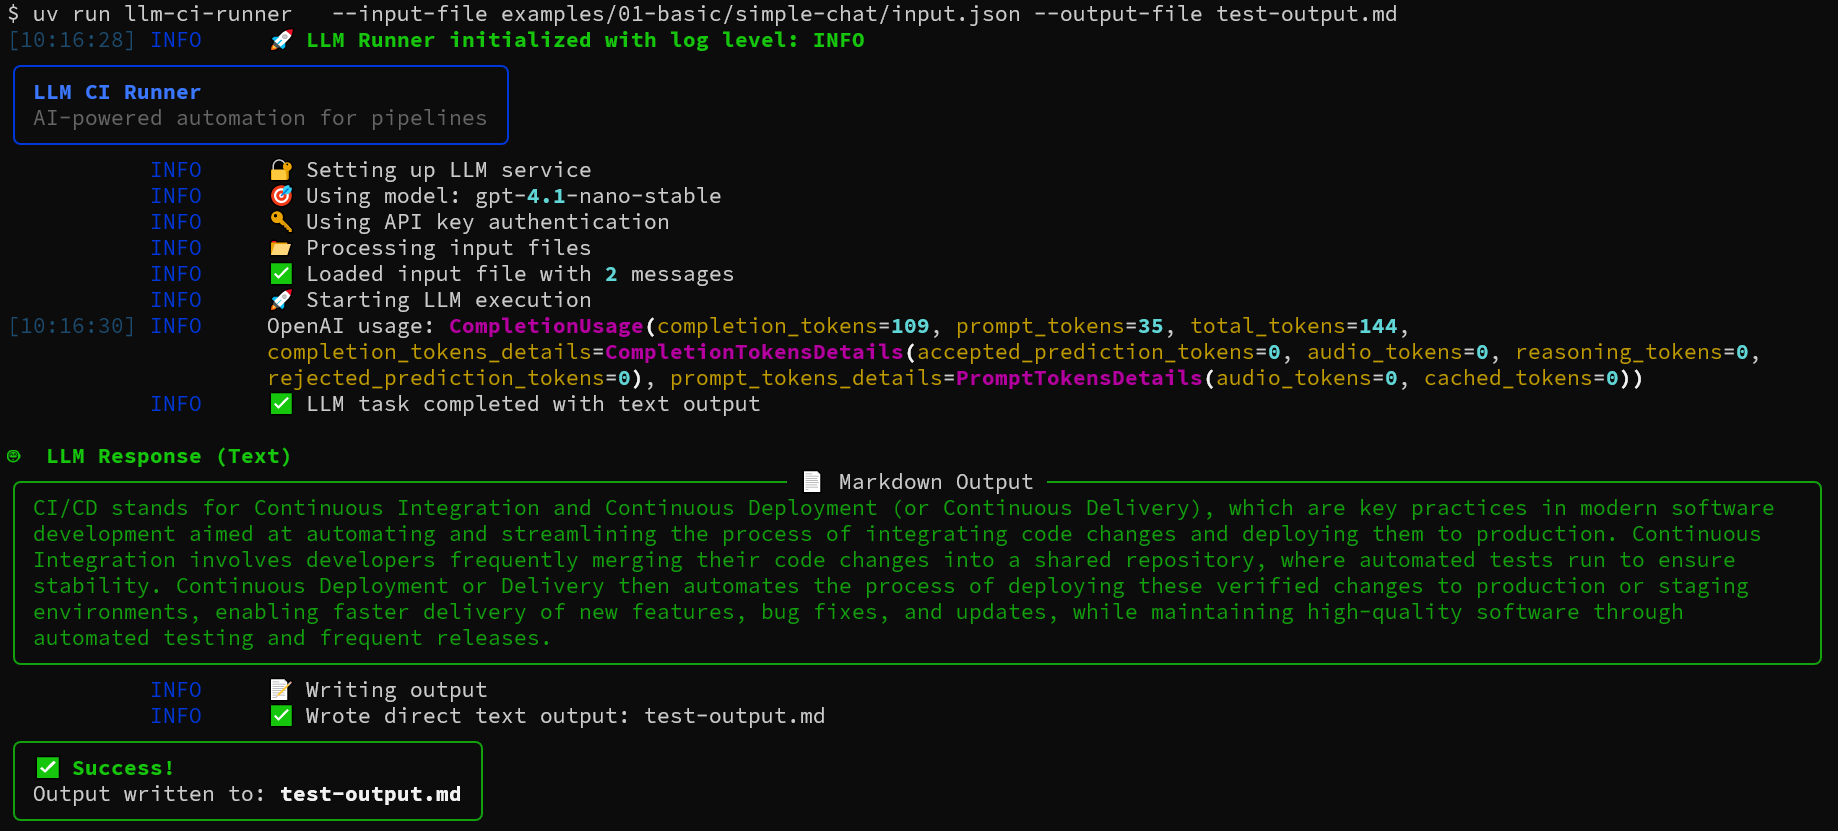 $ uv run llm-ci-runner   --input-file examples/01-basic/simple-chat/input.json --output-file test-output.md
[10:16:28] INFO     🚀 LLM Runner initialized with log level: INFO
LLM CI Runner
AI-powered automation for pipelines
INFO     🔐 Setting up LLM service
INFO     🎯 Using model: gpt-4.1-nano-stable
INFO     🔑 Using API key authentication
INFO     📂 Processing input files
INFO     ✅ Loaded input file with 2 messages
INFO     🚀 Starting LLM execution
[10:16:30] INFO     OpenAI usage: CompletionUsage(completion_tokens=109, prompt_tokens=35, total_tokens=144,
completion_tokens_details=CompletionTokensDetails(accepted_prediction_tokens=0, audio_tokens=0, reasoning_tokens=0,
rejected_prediction_tokens=0), prompt_tokens_details=PromptTokensDetails(audio_tokens=0, cached_tokens=0))
INFO     ✅ LLM task completed with text output
LLM Response (Text)
📄 Markdown Output
CI/CD stands for Continuous Integration and Continuous Deployment (or Continuous Delivery), which are key practices in modern software
development aimed at automating and streamlining the process of integrating code changes and deploying them to production. Continuous
Integration involves developers frequently merging their code changes into a shared repository, where automated tests run to ensure
stability. Continuous Deployment or Delivery then automates the process of deploying these verified changes to production or staging
environments, enabling faster delivery of new features, bug fixes, and updates, while maintaining high-quality software through
automated testing and frequent releases.
INFO     📝 Writing output
INFO     ✅ Wrote direct text output: test-output.md
✅ Success!
Output written to: test-output.md